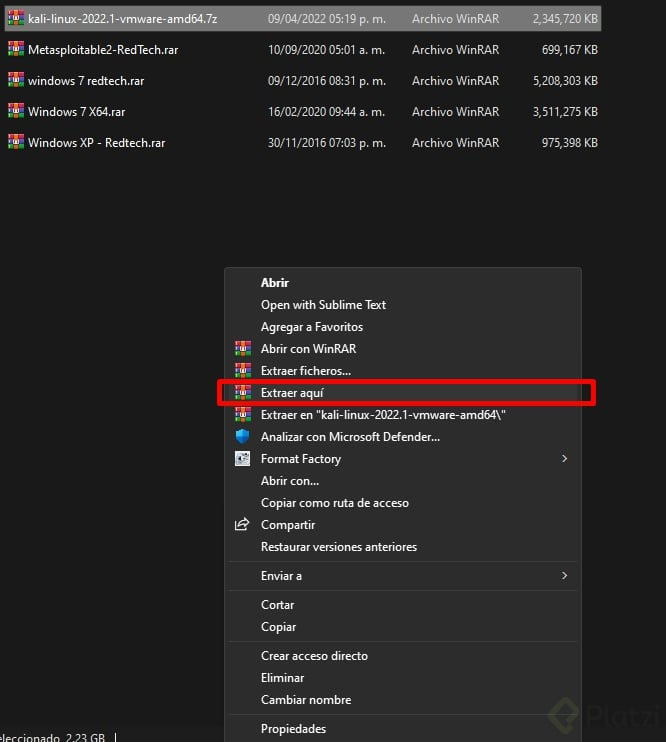 kali-linux-2022.1-vmware-amd64.7z 09/04/2022 05:19 p. m. Archivo WinRAR 2,345,720 KB
Metasploitable2-RedTech.rar 10/09/2020 05:01 a. m. Archivo WinRAR 699,167 KB
windows 7 redtech.rar 09/12/2016 08:31 p. m. Archivo WinRAR 5,208,303 KB
Windows 7 X64.rar 16/02/2020 09:44 a. m. Archivo WinRAR 3,511,275 KB
Windows XP - Redtech.rar 30/11/2016 07:03 p. m. Archivo WinRAR 975,398 KB
Abrir
Open with Sublime Text
Agregar a Favoritos
Abrir con WinRAR
Extraer ficheros...
Extraer aquí
Extraer en "kali-linux-2022.1-vmware-amd64\"
Analizar con Microsoft Defender...
Format Factory
Abrir con...
Copiar como ruta de acceso
Compartir
Restaurar versiones anteriores
Enviar a
Cortar
Copiar
Crear acceso directo
Eliminar
Cambiar nombre
Propiedades
Platzi
eleccionado 2.23 GB